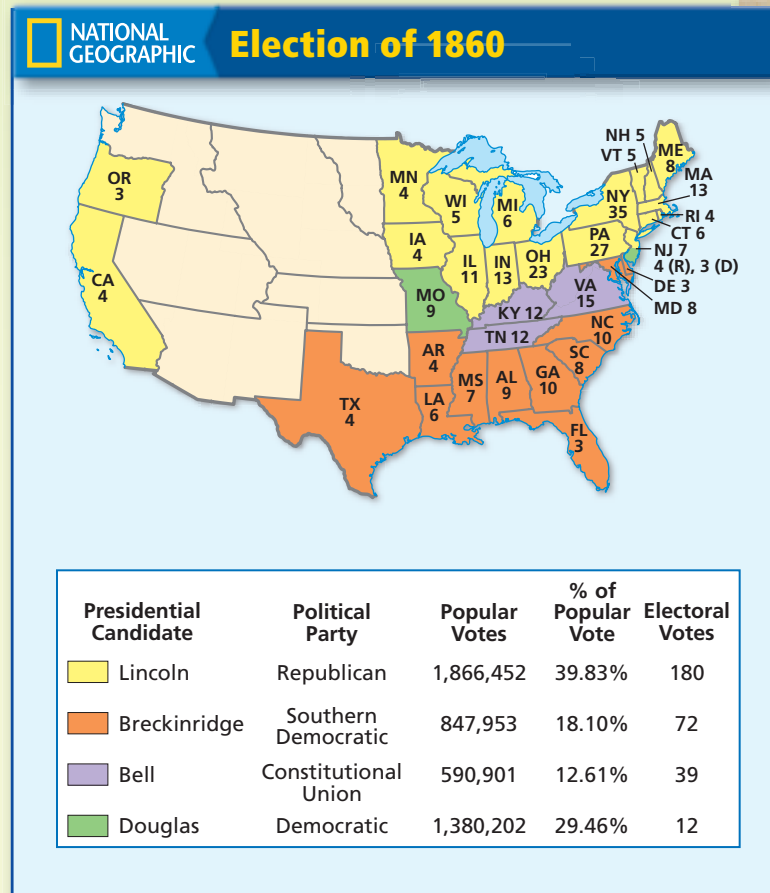 NATIONAL
GEOGRAPHIC
Election of 1860
NH 5
VT 5
ME
8
MA
13
OR
3
MN
4
WI
5
MI
6
NY
35
RI 4
CT 6
PA
27
NJ 7
4 (R), 3 (D)
IA
4
IL
11
IN
13
OH
23
DE 3
MD 8
CA
4
MO
9
KY 12
VA
15
TN 12
NC
10
AR
4
SC
8
MS
7
AL
9
GA
10
TX
4
LA
6
FL
3
Presidential
Candidate
Political
Party
Popular
Votes
% of
Popular
Vote
Electoral
Votes
Lincoln Republican 1,866,452 39.83% 180
Breckinridge Southern
Democratic 847,953 18.10% 72
Bell Constitutional
Union 590,901 12.61% 39
Douglas Democratic 1,380,202 29.46% 12